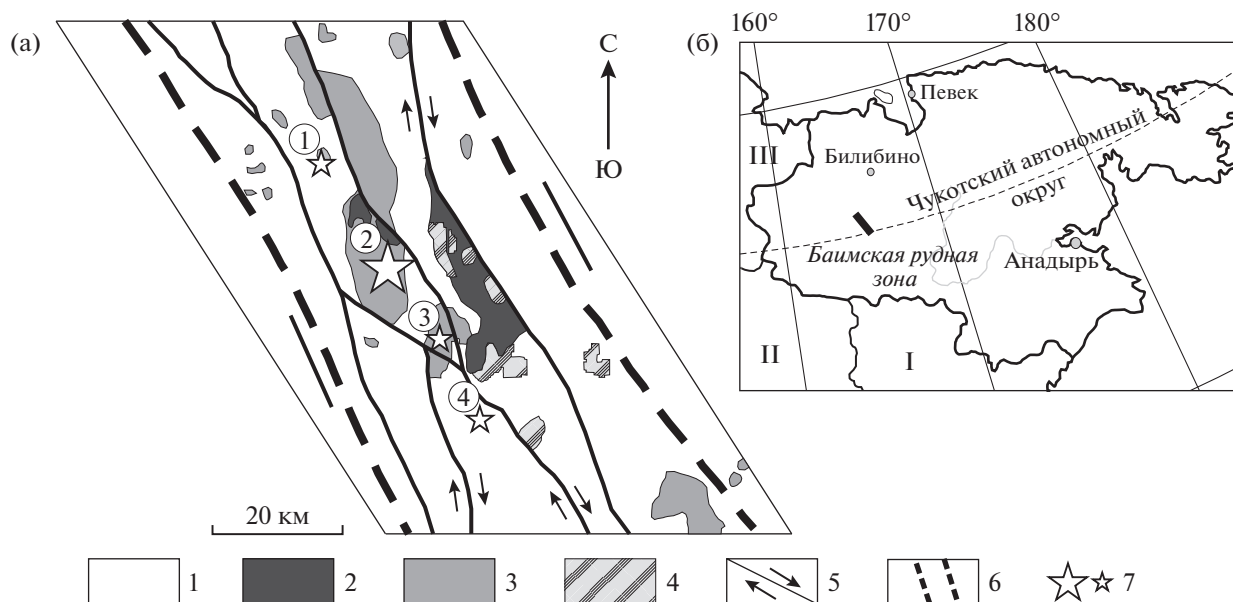 (а)
С
Ю
1
2
3
4
20 км
(б)
160°
170°
180°
Певек
Билибино
III
Чукотский автономный
округ
Баимская рудная
зона
Анадырь
II
I
1
2
3
4
5
6
7